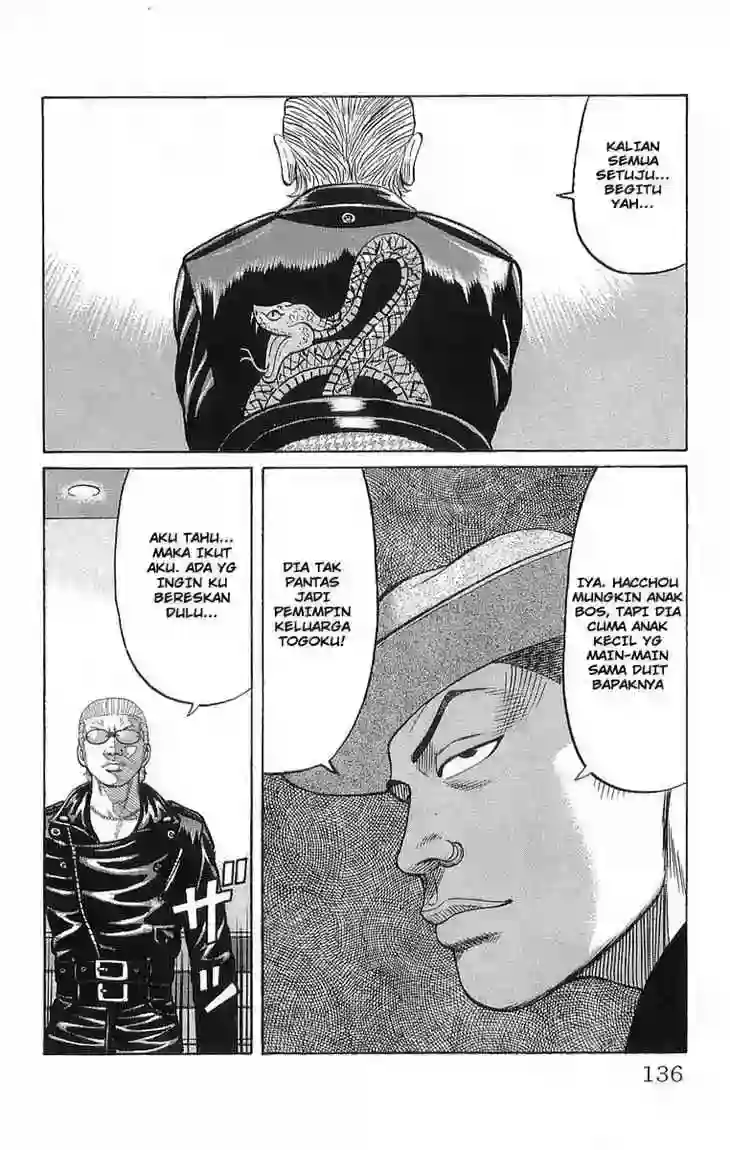 KALIAN
SEMUA
SETUJU...
BEGITU
YAH...
IYA. HACCHOU
MUNGKIN ANAK
BOS, TAPI DIA
CUMA ANAK
KECIL YG
MAIN-MAIN
SAMA DUIT
BAPAKNYA
DIA TAK
PANTAS
JADI
PEMIMPIN
KELUARGA
TOGOKU!
AKU TAHU...
MAKA IKUT
AKU. ADA YG
INGIN KU
BERESKAN
DULU...
ザッ
136